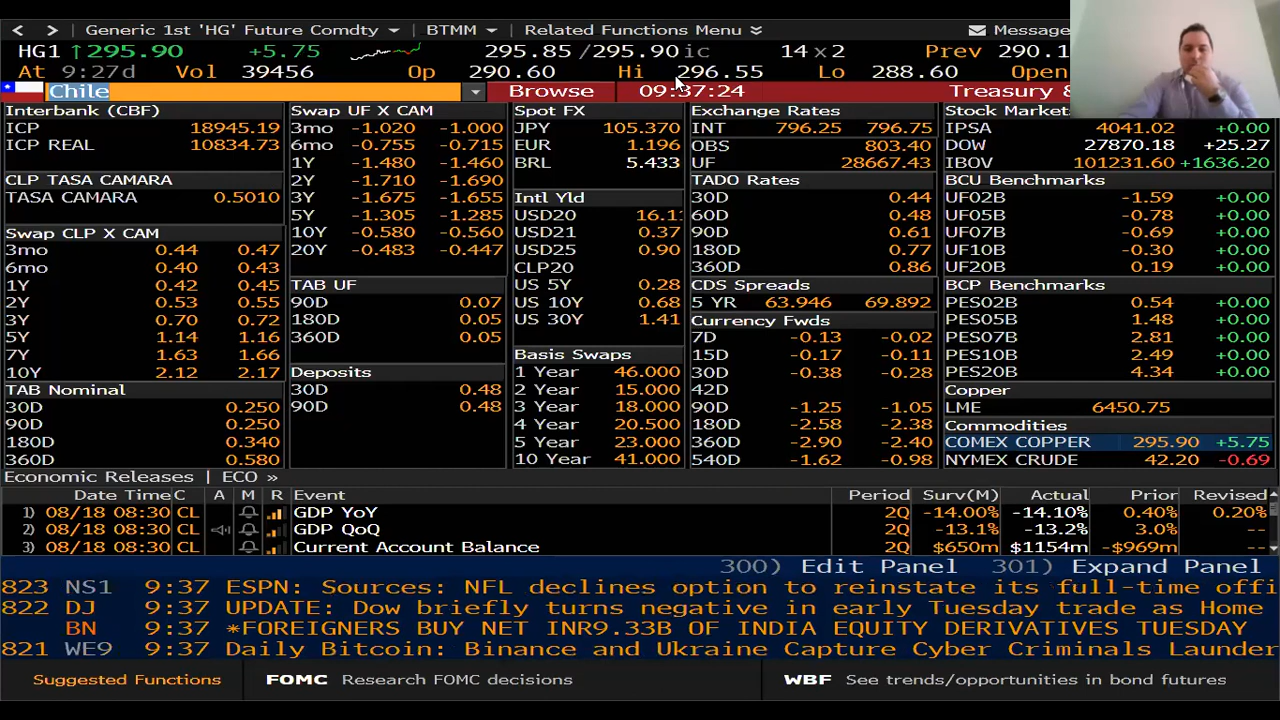 < > Generic 1st 'HG' Future Comdty BTMM Related Functions Menu Message
HG1 ↑295.90 +5.75 295.85 /295.90 ic 14 x 2 Prev 290.1
At 9:27d Vol 39456 Op 290.60 Hi 296.55 Lo 288.60 Open
Chile Browse 09:37:24 Treasury &
Interbank (CBF)
ICP 18945.19
ICP REAL 10834.73
CLP TASA CAMARA
TASA CAMARA 0.5010
Swap CLP X CAM
3mo 0.44 0.47
6mo 0.40 0.43
1Y 0.42 0.45
2Y 0.53 0.55
3Y 0.70 0.72
5Y 1.14 1.16
7Y 1.63 1.66
10Y 2.12 2.17
TAB Nominal
30D 0.250
90D 0.250
180D 0.340
360D 0.580
Swap UF X CAM
3mo -1.020 -1.000
6mo -0.755 -0.715
1Y -1.480 -1.460
2Y -1.710 -1.690
3Y -1.675 -1.655
5Y -1.305 -1.285
10Y -0.580 -0.560
20Y -0.483 -0.447
TAB UF
90D 0.07
180D 0.05
360D 0.05
Deposits
30D 0.48
90D 0.48
Spot FX
JPY 105.370
EUR 1.196
BRL 5.433
Intl Yld
USD20 16.1
USD21 0.37
USD25 0.90
CLP20
US 5Y 0.28
US 10Y 0.68
US 30Y 1.41
Basis Swaps
1 Year 46.000
2 Year 15.000
3 Year 18.000
4 Year 20.500
5 Year 23.000
10 Year 41.000
Exchange Rates
INT 796.25 796.75
OBS 803.40
UF 28667.43
TADO Rates
30D 0.44
60D 0.48
90D 0.61
180D 0.77
360D 0.86
CDS Spreads
5 YR 63.946 69.892
Currency Fwds
7D -0.13 -0.02
15D -0.17 -0.11
30D -0.38 -0.28
42D
90D -1.25 -1.05
180D -2.58 -2.38
360D -2.90 -2.40
540D -1.62 -0.98
Stock Market
IPSA 4041.02 +0.00
DOW 27870.18 +25.27
IBOV 101231.60 +1636.20
BCU Benchmarks
UF02B -1.59 +0.00
UF05B -0.78 +0.00
UF07B -0.69 +0.00
UF10B -0.30 +0.00
UF20B 0.19 +0.00
BCP Benchmarks
PES02B 0.54 +0.00
PES05B 1.48 +0.00
PES07B 2.81 +0.00
PES10B 2.49 +0.00
PES20B 4.34 +0.00
Copper
LME 6450.75
Commodities
COMEX COPPER 295.90 +5.75
NYMEX CRUDE 42.20 -0.69
Economic Releases | ECO »
Date Time C A M R Event Period Surv(M) Actual Prior Revised
1) 08/18 08:30 CL GDP YoY 2Q -14.00% -14.10% 0.40% 0.20%
2) 08/18 08:30 CL GDP QoQ 2Q -13.1% -13.2% 3.0% --
3) 08/18 08:30 CL Current Account Balance 2Q $650m $1154m -$969m --
300) Edit Panel 301) Expand Panel
823 NS1 9:37 ESPN: Sources: NFL declines option to reinstate its full-time offi
822 DJ 9:37 UPDATE: Dow briefly turns negative in early Tuesday trade as Home
BN 9:37 *FOREIGNERS BUY NET INR9.33B OF INDIA EQUITY DERIVATIVES TUESDAY
821 WE9 9:37 Daily Bitcoin: Binance and Ukraine Capture Cyber Criminals Launder
Suggested Functions FOMC Research FOMC decisions WBF See trends/opportunities in bond futures